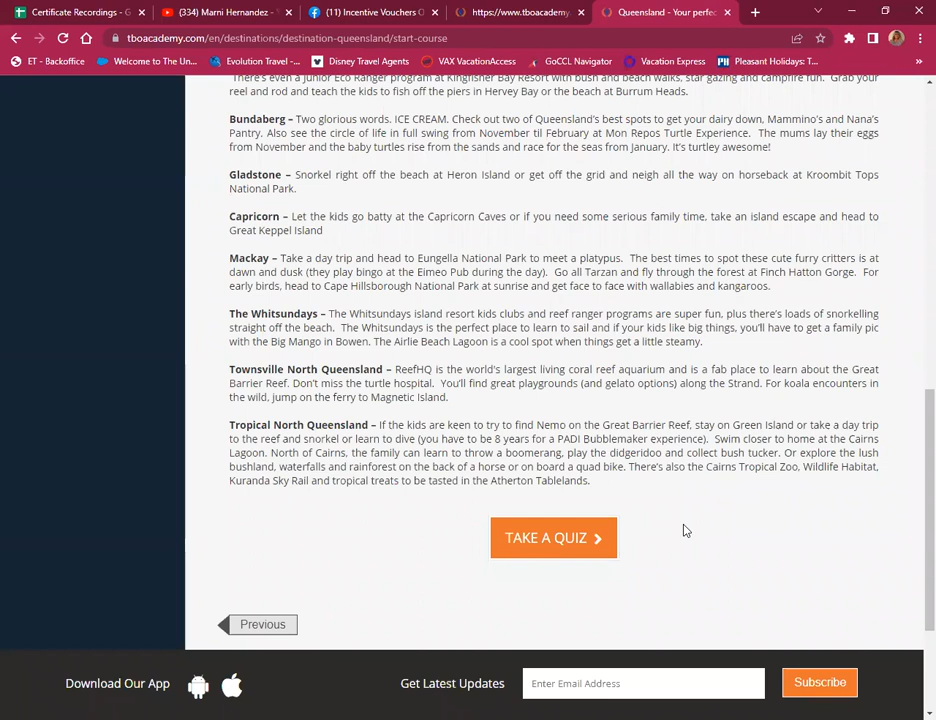 Certificate Recordings - G
(334) Marni Hernandez -
(11) Incentive Vouchers O
https://www.tboacademy.
Queensland - Your perfec
tboacademy.com/en/destinations/destination-queensland/start-course
ET - Backoffice
Welcome to The Un...
Evolution Travel -...
Disney Travel Agents
VAX VacationAccess
GoCCL Navigator
Vacation Express
Pleasant Holidays: T...
There's even a Junior Eco Ranger program at Kingfisher Bay Resort with bush and beach walks, star gazing and campfire fun. Grab your
reel and rod and teach the kids to fish off the piers in Hervey Bay or the beach at Burrum Heads.
Bundaberg – Two glorious words. ICE CREAM. Check out two of Queensland's best spots to get your dairy down, Mammino's and Nana's
Pantry. Also see the circle of life in full swing from November til February at Mon Repos Turtle Experience. The mums lay their eggs
from November and the baby turtles rise from the sands and race for the seas from January. It's turtley awesome!
Gladstone – Snorkel right off the beach at Heron Island or get off the grid and neigh all the way on horseback at Kroombit Tops
National Park.
Capricorn – Let the kids go batty at the Capricorn Caves or if you need some serious family time, take an island escape and head to
Great Keppel Island
Mackay – Take a day trip and head to Eungella National Park to meet a platypus. The best times to spot these cute furry critters is at
dawn and dusk (they play bingo at the Eimeo Pub during the day). Go all Tarzan and fly through the forest at Finch Hatton Gorge. For
early birds, head to Cape Hillsborough National Park at sunrise and get face to face with wallabies and kangaroos.
The Whitsundays – The Whitsundays island resort kids clubs and reef ranger programs are super fun, plus there's loads of snorkelling
straight off the beach. The Whitsundays is the perfect place to learn to sail and if your kids like big things, you'll have to get a family pic
with the Big Mango in Bowen. The Airlie Beach Lagoon is a cool spot when things get a little steamy.
Townsville North Queensland – ReefHQ is the world's largest living coral reef aquarium and is a fab place to learn about the Great
Barrier Reef. Don't miss the turtle hospital. You'll find great playgrounds (and gelato options) along the Strand. For koala encounters in
the wild, jump on the ferry to Magnetic Island.
Tropical North Queensland – If the kids are keen to try to find Nemo on the Great Barrier Reef, stay on Green Island or take a day trip
to the reef and snorkel or learn to dive (you have to be 8 years for a PADI Bubblemaker experience). Swim closer to home at the Cairns
Lagoon. North of Cairns, the family can learn to throw a boomerang, play the didgeridoo and collect bush tucker. Or explore the lush
bushland, waterfalls and rainforest on the back of a horse or on board a quad bike. There's also the Cairns Tropical Zoo, Wildlife Habitat,
Kuranda Sky Rail and tropical treats to be tasted in the Atherton Tablelands.
TAKE A QUIZ
Previous
Download Our App
Get Latest Updates
Enter Email Address
Subscribe